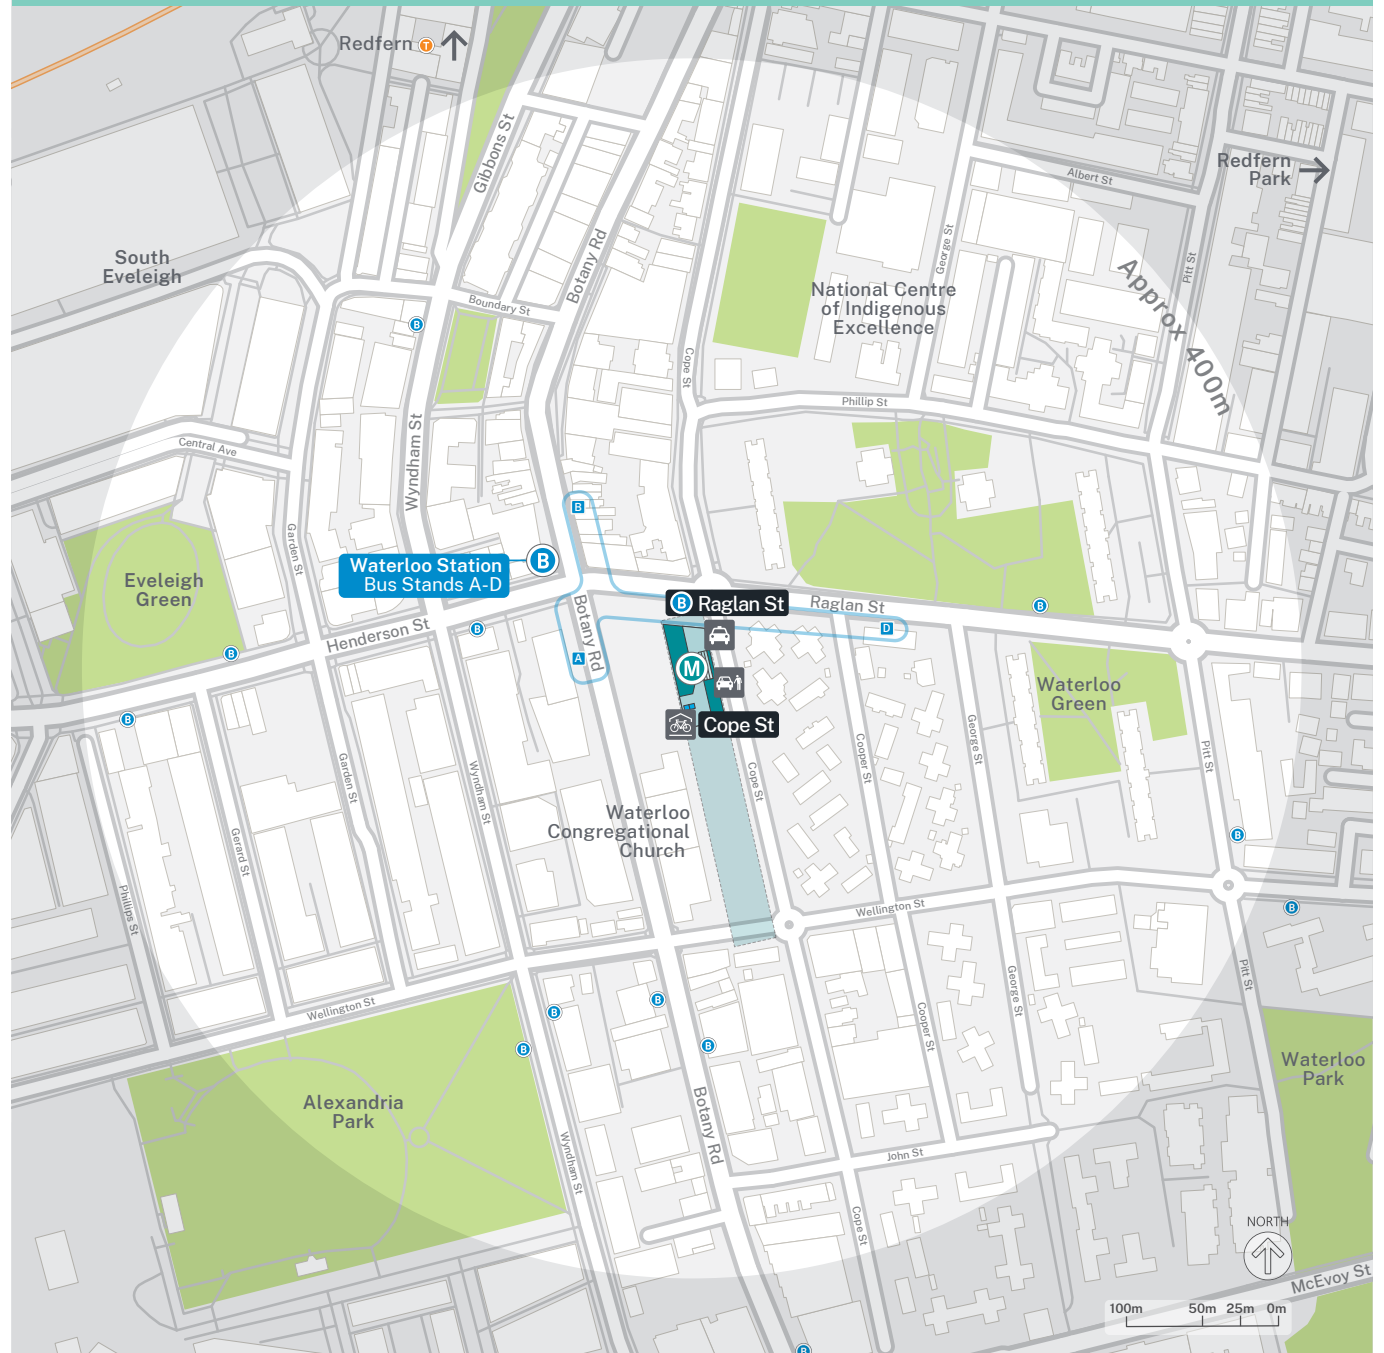 Redfern T
Gibbons St
Redfern
Park
Albert St
South
Eveleigh
Botany Rd
George St
Pitt St
Approx 400m
National Centre
of Indigenous
Excellence
Boundary St
B
Cope St
Phillip St
Wyndham St
Central Ave
B
Garden St
Waterloo Station
Bus Stands A-D
B
Eveleigh
Green
Henderson St
B
B
Botany Rd
A
B Raglan St
Raglan St
B
D
M
Cope St
Waterloo
Green
B
Garden St
Wyndham St
Cope St
Cooper St
George St
Pitt St
Waterloo
Congregational
Church
Gerard St
Phillips St
B
Wellington St
B
Wellington St
B
B
B
B
George St
Cooper St
Pitt St
Alexandria
Park
Waterloo
Park
Botany Rd
Wyndham St
John St
Cope St
NORTH
McEvoy St
100m 50m 25m 0m
B